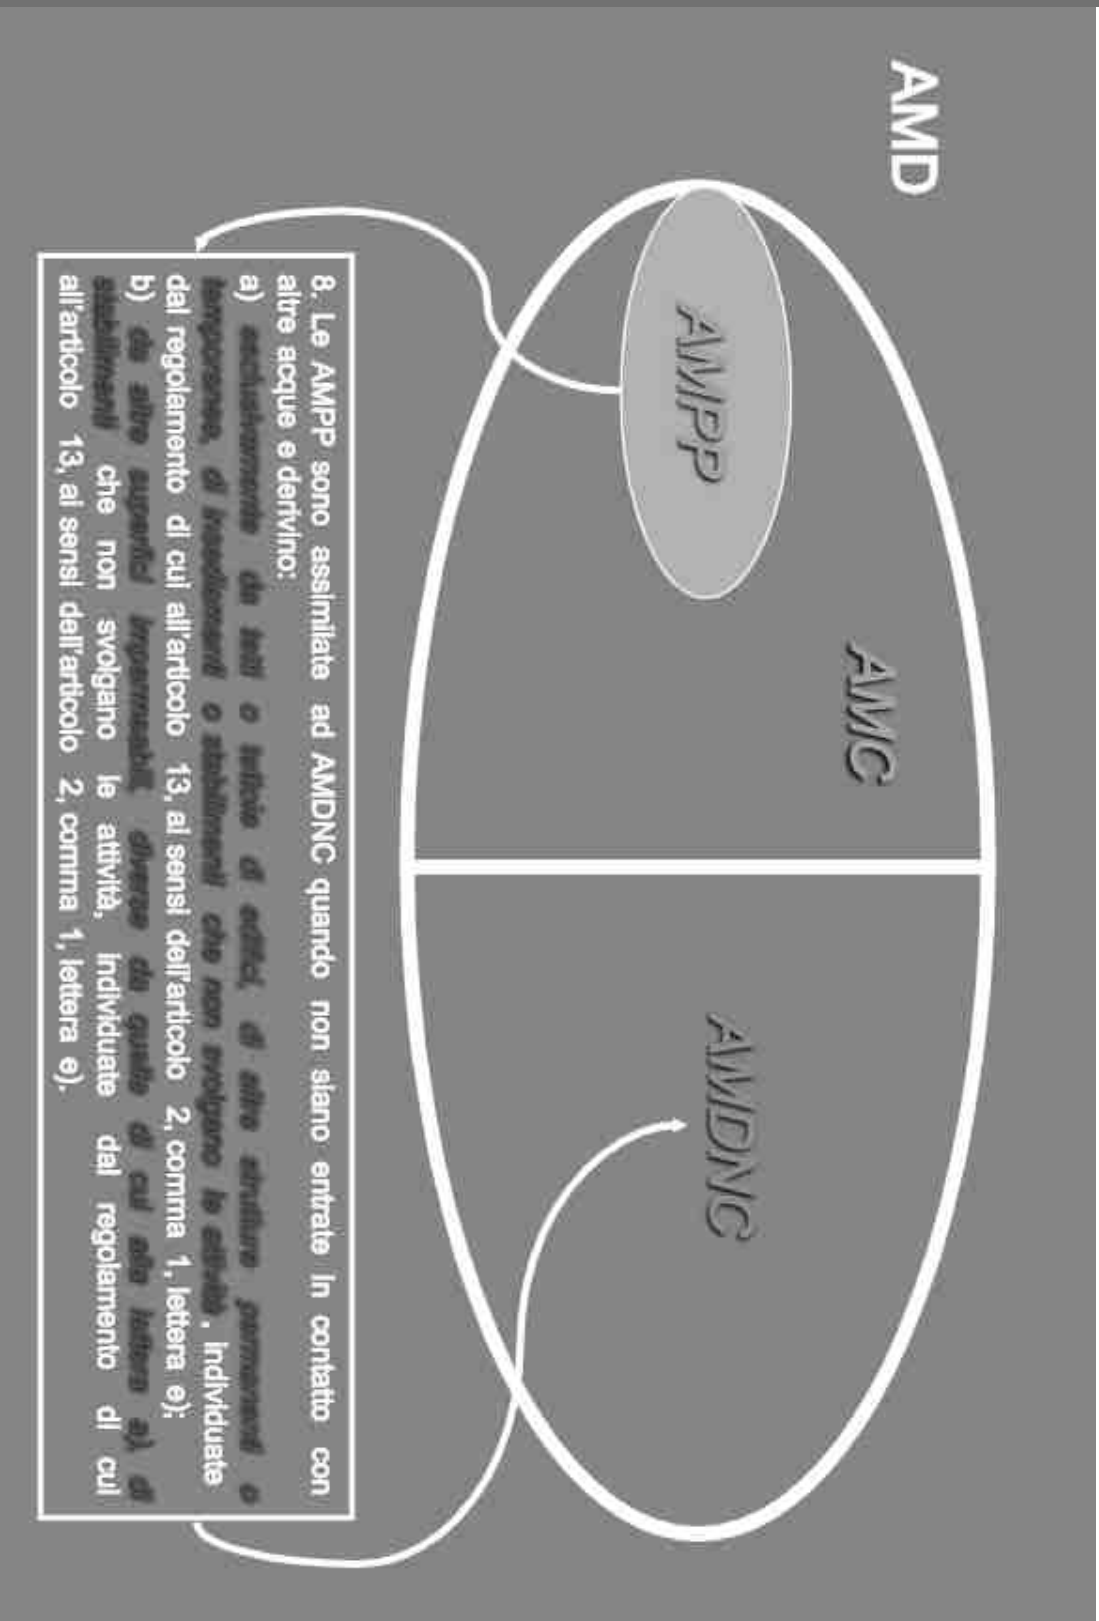 AMD
AMC
AMPP
AMDNC
8. Le AMPP sono assimilate ad AMDNC quando non siano entrate in contatto con
altre acque e derivino:
a) esclusivamente da tetti o tettoie di edifici, di altre strutture permanenti o
temporanee, di insediamenti o stabilimenti che non svolgano le attività, individuate
dal regolamento di cui all'articolo 13, ai sensi dell'articolo 2, comma 1, lettera e);
b) da altre superfici impermeabili, diverse da quelle di cui alla lettera a), di
stabilimenti che non svolgano le attività, individuate dal regolamento di cui
all'articolo 13, ai sensi dell'articolo 2, comma 1, lettera e).